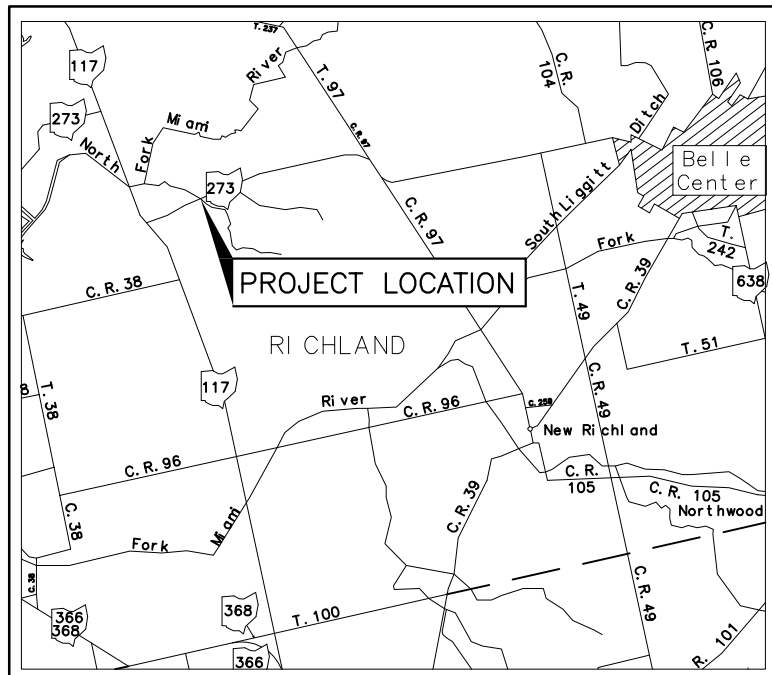 T. 237
117
River
T. 97
C. R.
104
C. R. 106
273
Miami
C.R. 97
Ditch
North
Fork
Belle
Center
273
South Liggitt
C. R. 97
Fork
T.
242
PROJECT LOCATION
C. R. 38
T. 49
C. R. 39
638
RICHLAND
T. 51
T. 38
8
117
River
C. R. 96
C. 259
C. R. 49
New Richland
C. R. 96
C. R.
105
C. R. 105
Northwood
C. R. 39
Miami
C. 38
Fork
C. 38
T. 100
C. R. 49
366
368
368
366
R. 101